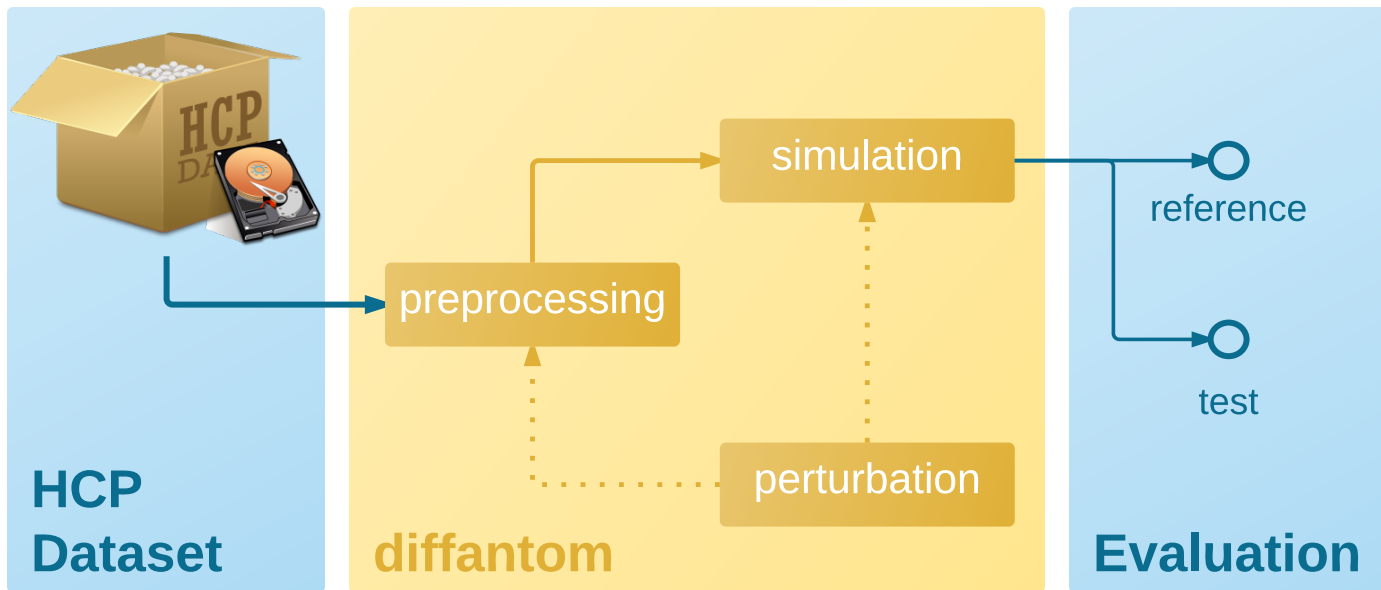 HCP
DA
HCP
Dataset
preprocessing
simulation
perturbation
diffantom
reference
test
Evaluation